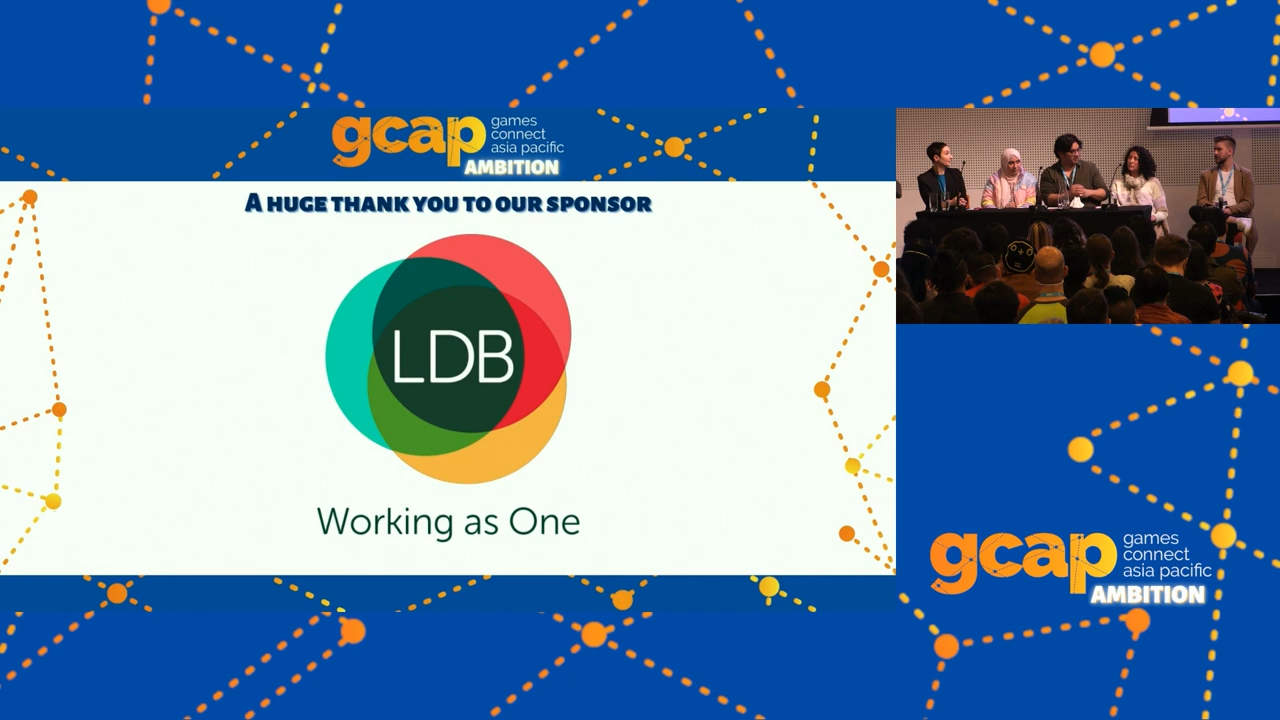 gcap games
connect
asia pacific
AMBITION
A HUGE THANK YOU TO OUR SPONSOR
LDB
Working as One
gcap games
connect
asia pacific
AMBITION